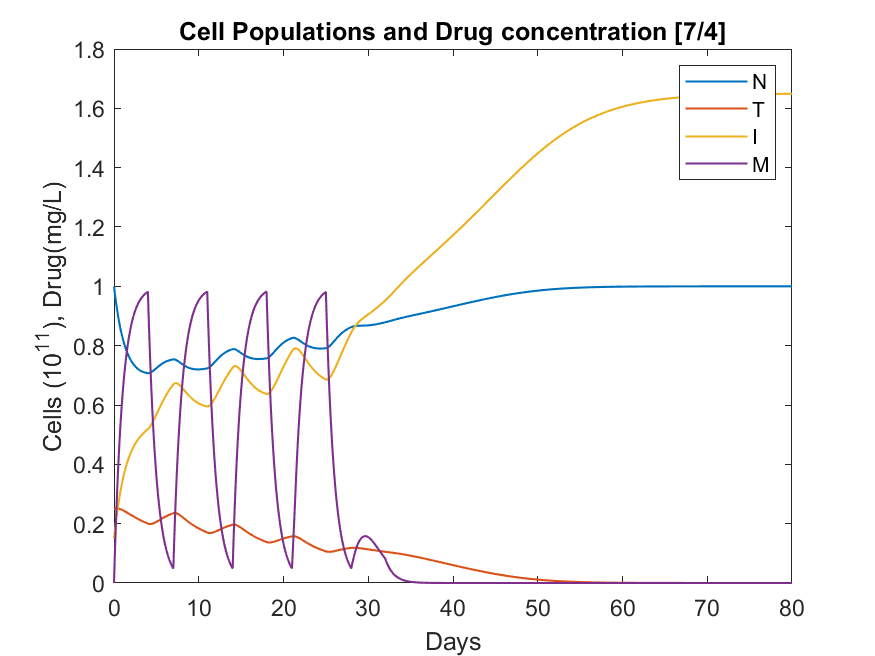 Cell Populations and Drug concentration [7/4]
1.8
1.6
1.4
1.2
1
0.8
0.6
0.4
0.2
0
Cells (10^11), Drug(mg/L)
N
T
I
M
0 10 20 30 40 50 60 70 80
Days